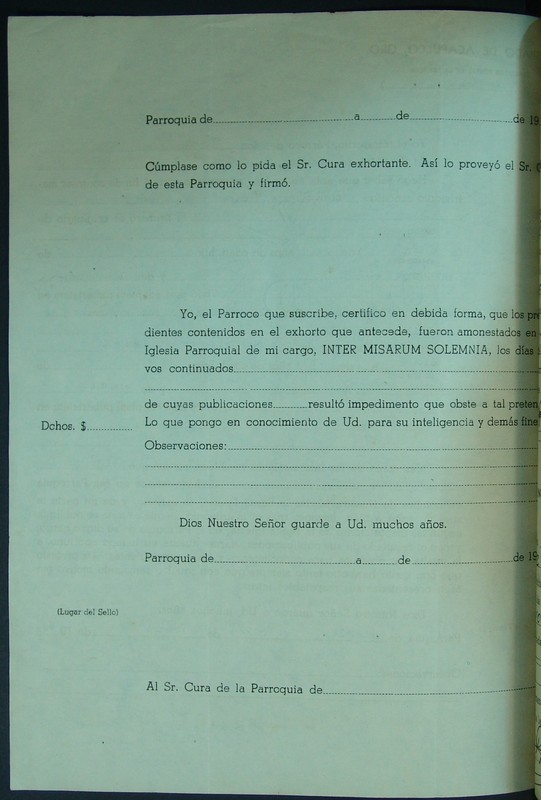 Parroquia de...........................a..........de...........................de 19
Cúmplase como lo pida el Sr. Cura exhortante. Así lo proveyó el Sr.
de esta Parroquia y firmó.
Yo, el Parroco que suscribe, certifico en debida forma, que los pre
dientes contenidos en el exhorto que antecede, fueron amonestados en
Iglesia Parroquial de mi cargo, INTER MISARUM SOLEMNIA, los días
vos continuados...........................
de cuyas publicaciones..........resultó impedimento que obste a tal preten
Dchos. $.............. Lo que pongo en conocimiento de Ud. para su inteligencia y demás fine
Observaciones:...........................
Dios Nuestro Señor guarde a Ud. muchos años.
Parroquia de...........................a..........de...........................de 19
(Lugar del Sello)
Al Sr. Cura de la Parroquia de...........................